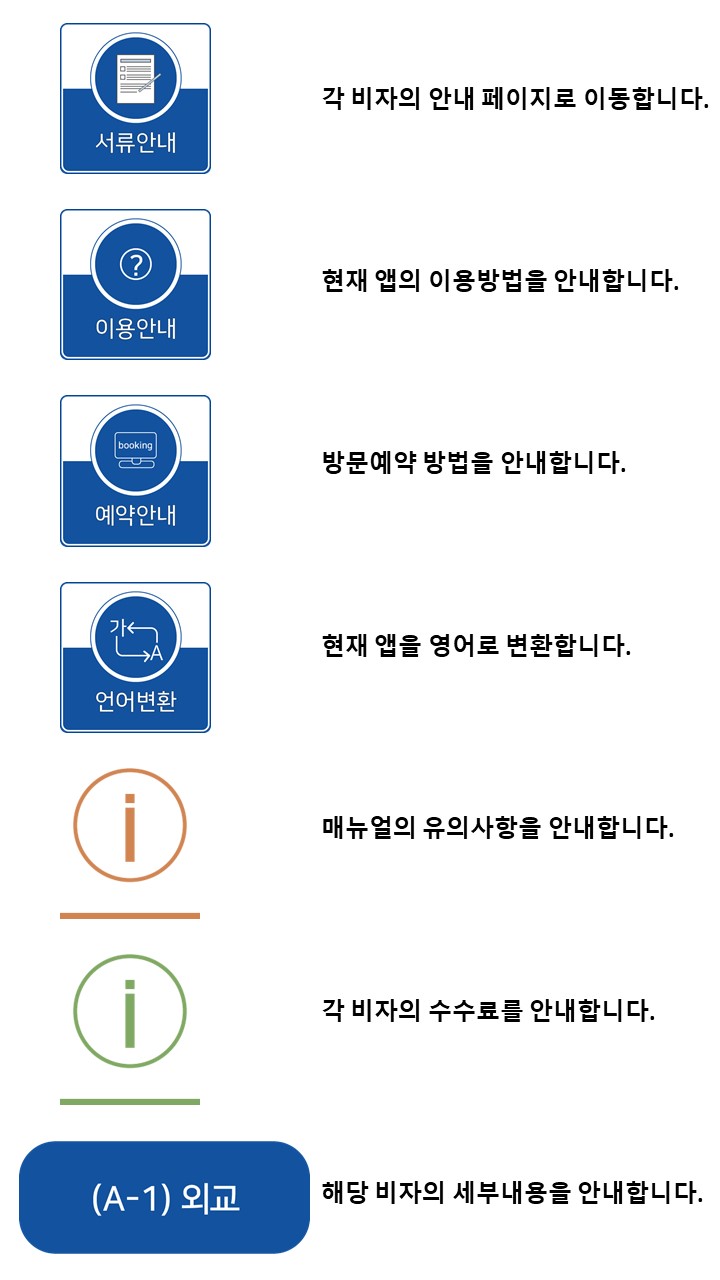 서류안내
각 비자의 안내 페이지로 이동합니다.
?
이용안내
현재 앱의 이용방법을 안내합니다.
booking
예약안내
방문예약 방법을 안내합니다.
가
A
언어변환
현재 앱을 영어로 변환합니다.
i
매뉴얼의 유의사항을 안내합니다.
i
각 비자의 수수료를 안내합니다.
(A-1) 외교
해당 비자의 세부내용을 안내합니다.